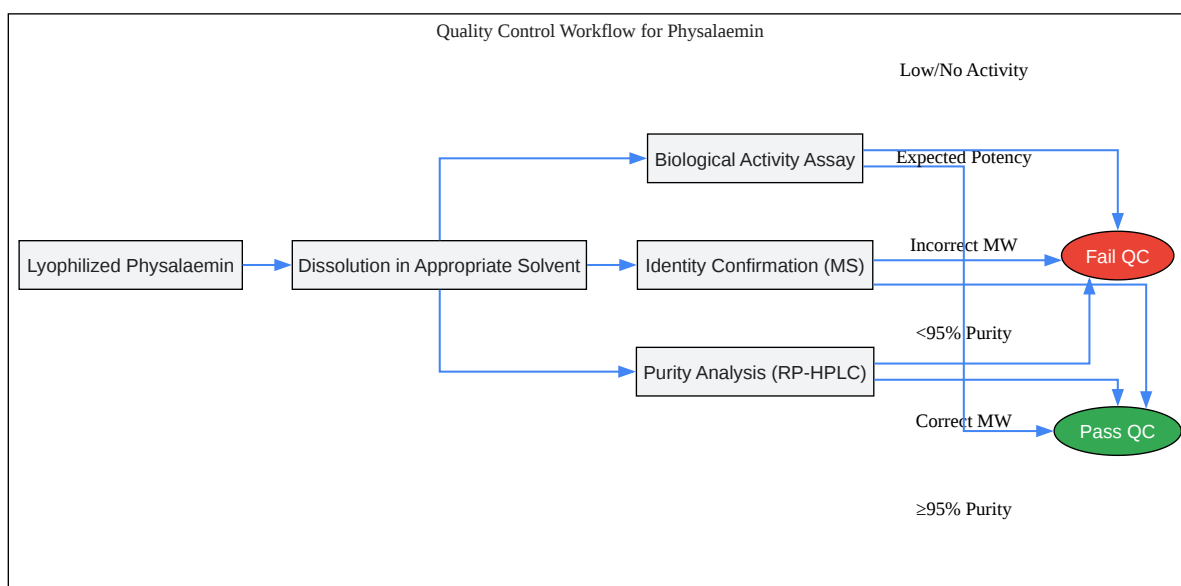 Quality Control Workflow for Physalaemin
Low/No Activity
Biological Activity Assay
Expected Potency
Lyophilized Physalaemin
Dissolution in Appropriate Solvent
Identity Confirmation (MS)
Incorrect MW
Fail QC
<95% Purity
Purity Analysis (RP-HPLC)
Correct MW
Pass QC
≥95% Purity